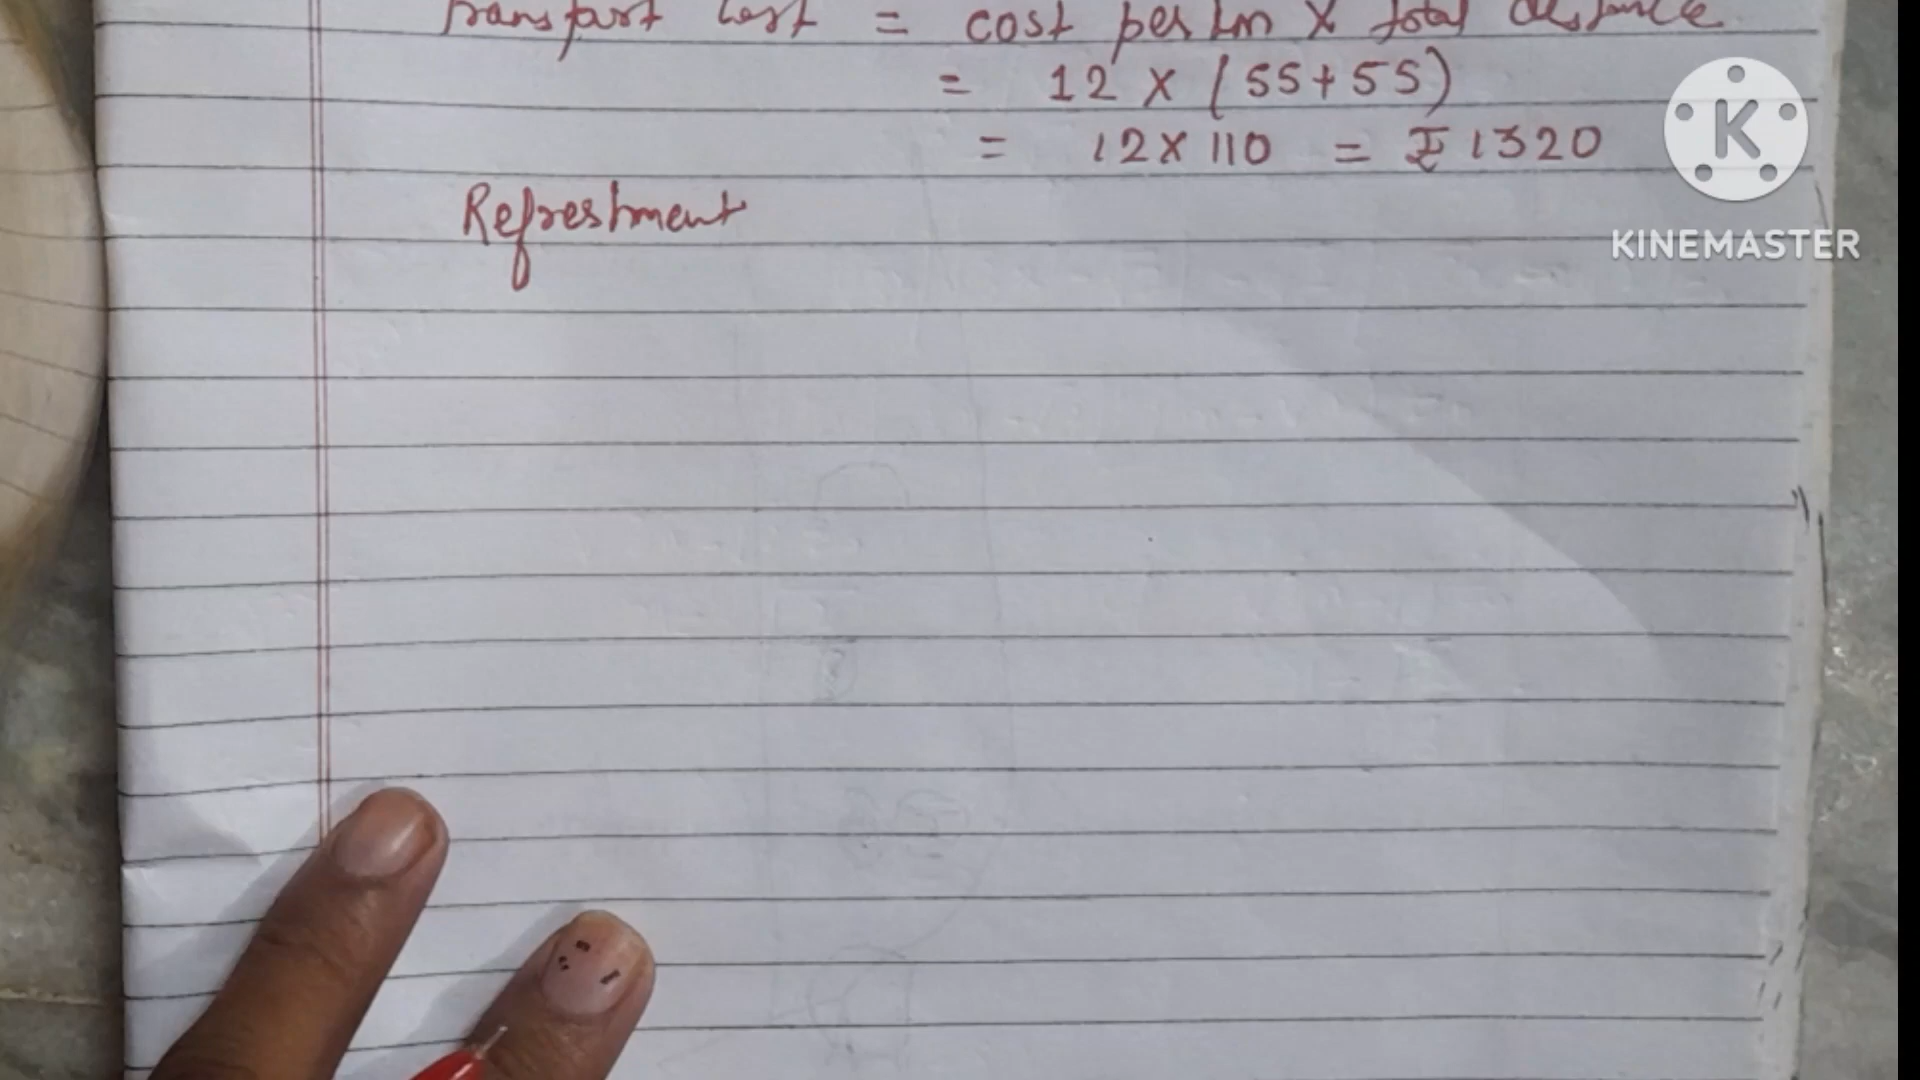 Transport Cost = cost per km X total distance
= 12 X (55+55)
= 12X 110 = ₹ 1320
Refreshment
K
KINEMASTER